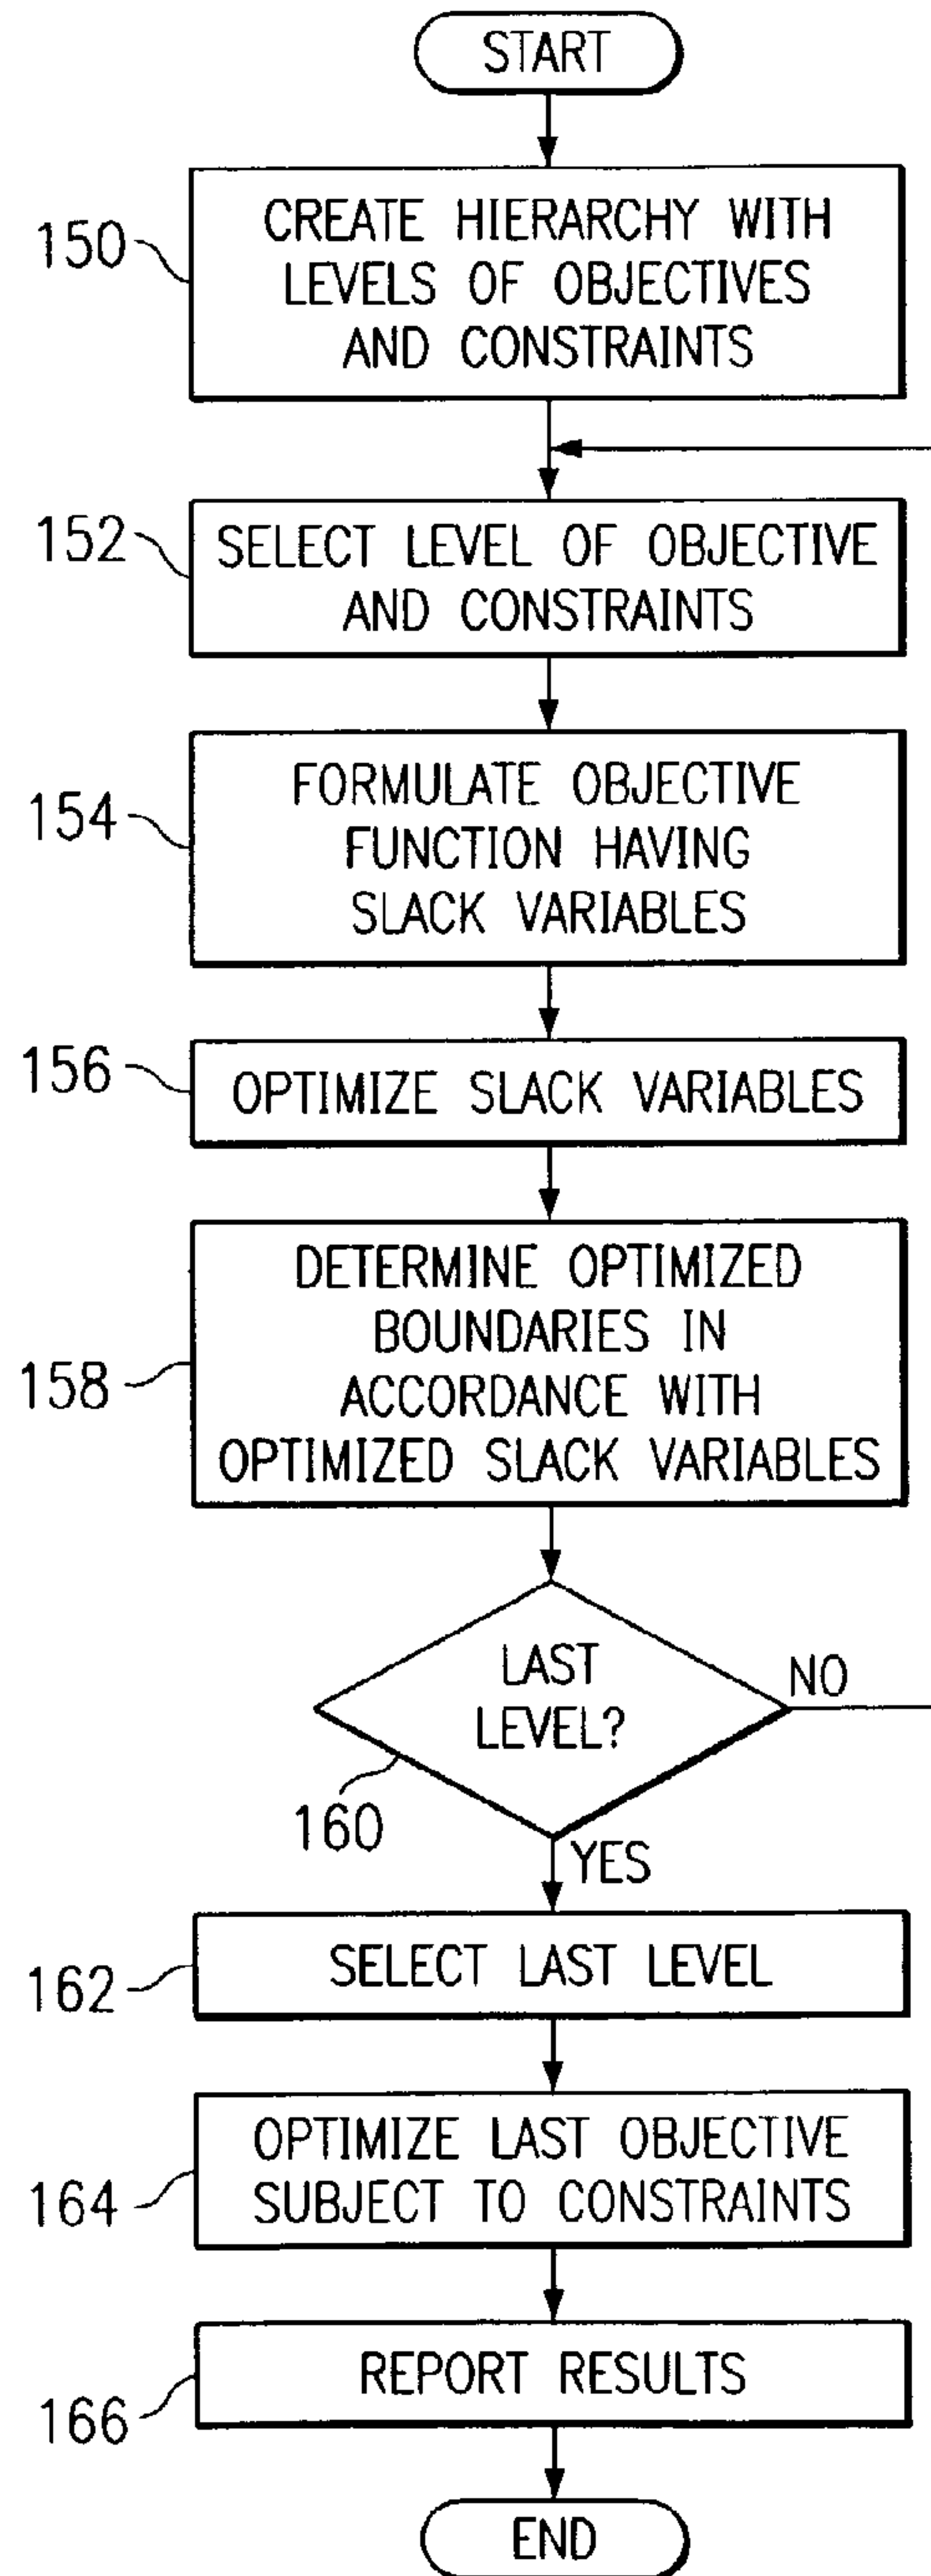 START
150
CREATE HIERARCHY WITH
LEVELS OF OBJECTIVES
AND CONSTRAINTS
152
SELECT LEVEL OF OBJECTIVE
AND CONSTRAINTS
154
FORMULATE OBJECTIVE
FUNCTION HAVING
SLACK VARIABLES
156
OPTIMIZE SLACK VARIABLES
158
DETERMINE OPTIMIZED
BOUNDARIES IN
ACCORDANCE WITH
OPTIMIZED SLACK VARIABLES
LAST
LEVEL?
NO
160
YES
162
SELECT LAST LEVEL
164
OPTIMIZE LAST OBJECTIVE
SUBJECT TO CONSTRAINTS
166
REPORT RESULTS
END